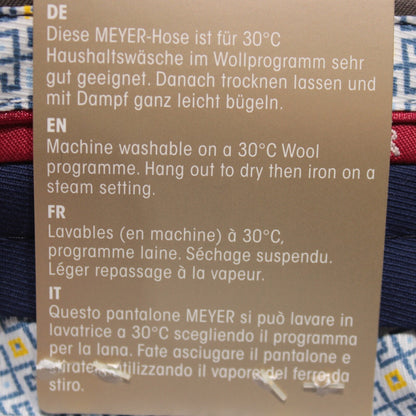 DE
Diese MEYER-Hose ist für 30°C
Haushaltswäsche im Wollprogramm sehr
gut geeignet. Danach trocknen lassen und
mit Dampf ganz leicht bügeln.
EN
Machine washable on a 30°C Wool
programme. Hang out to dry then iron on a
steam setting.
FR
Lavables (en machine) à 30°C,
programme laine. Séchage suspendu.
Léger repassage à la vapeur.
IT
Questo pantalone MEYER si può lavare in
lavatrice a 30°C scegliendo il programma
per la lana. Fate asciugare il pantalone e
utilizzando il vapore del ferro da
stiro.